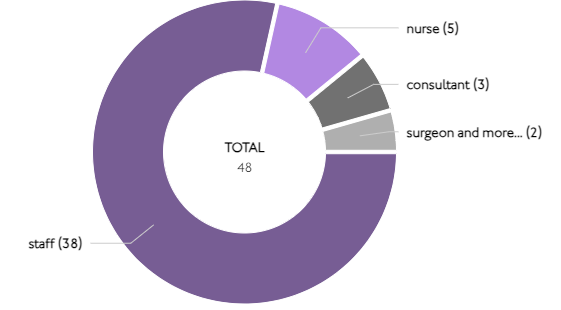 nurse (5)
consultant (3)
surgeon and more... (2)
TOTAL
48
staff (38)